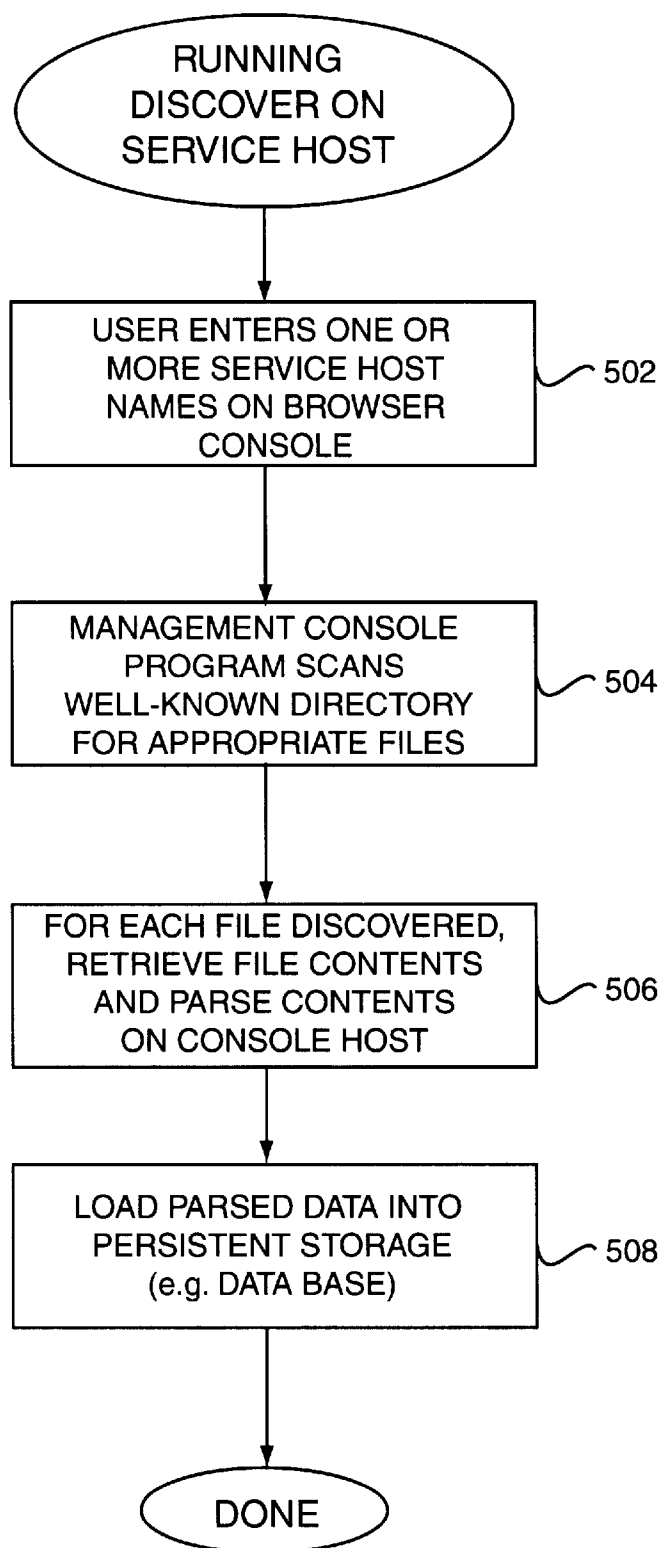 RUNNING
DISCOVER ON
SERVICE HOST
USER ENTERS ONE OR
MORE SERVICE HOST
NAMES ON BROWSER
CONSOLE
502
MANAGEMENT CONSOLE
PROGRAM SCANS
WELL-KNOWN DIRECTORY
FOR APPROPRIATE FILES
504
FOR EACH FILE DISCOVERED,
RETRIEVE FILE CONTENTS
AND PARSE CONTENTS
ON CONSOLE HOST
506
LOAD PARSED DATA INTO
PERSISTENT STORAGE
(e.g. DATA BASE)
508
DONE